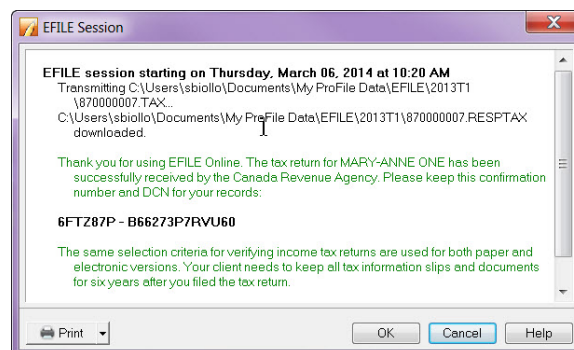 EFILE Session
EFILE session starting on Thursday, March 06, 2014 at 10:20 AM
Transmitting C:\Users\sbiollo\Documents\My ProFile Data\EFILE\2013T1
\870000007.TAX...
C:\Users\sbiollo\Documents\My ProFile Data\EFILE\2013T1\870000007.RESPTAX
downloaded.
Thank you for using EFILE Online. The tax return for MARY-ANNE ONE has been
successfully received by the Canada Revenue Agency. Please keep this confirmation
number and DCN for your records:
6FTZ87P - B66273P7RVU60
The same selection criteria for verifying income tax returns are used for both paper and
electronic versions. Your client needs to keep all tax information slips and documents
for six years after you filed the tax return.
Print OK Cancel Help